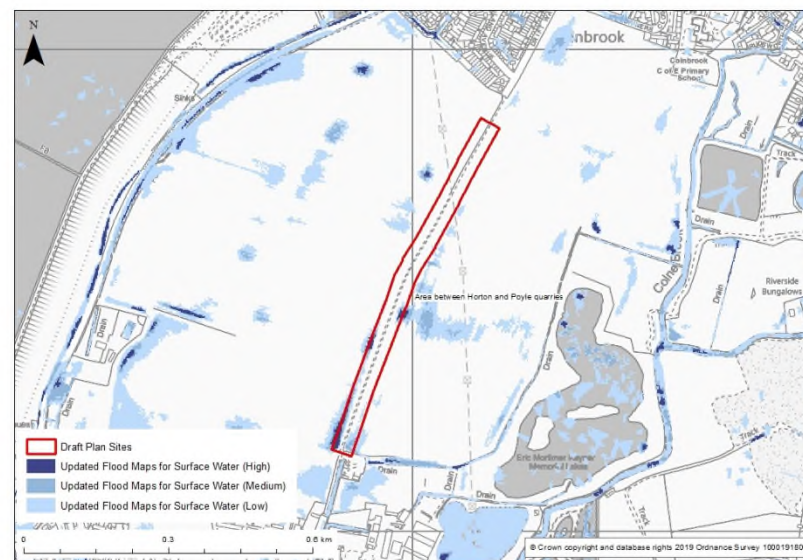 N
nbrook
Colnbrook
C of E Primary
School
Sinks
Drain
Track
Drain
Drain
Area between Horton and Poyle quarries
Riverside
Bungalows
Drain
Drain
Drain
Drain
Track
Drain
Drain
Draft Plan Sites
Updated Flood Maps for Surface Water (High)
Updated Flood Maps for Surface Water (Medium)
Updated Flood Maps for Surface Water (Low)
0 0.3 0.6 km
© Crown copyright and database rights 2019 Ordnance Survey 100019180